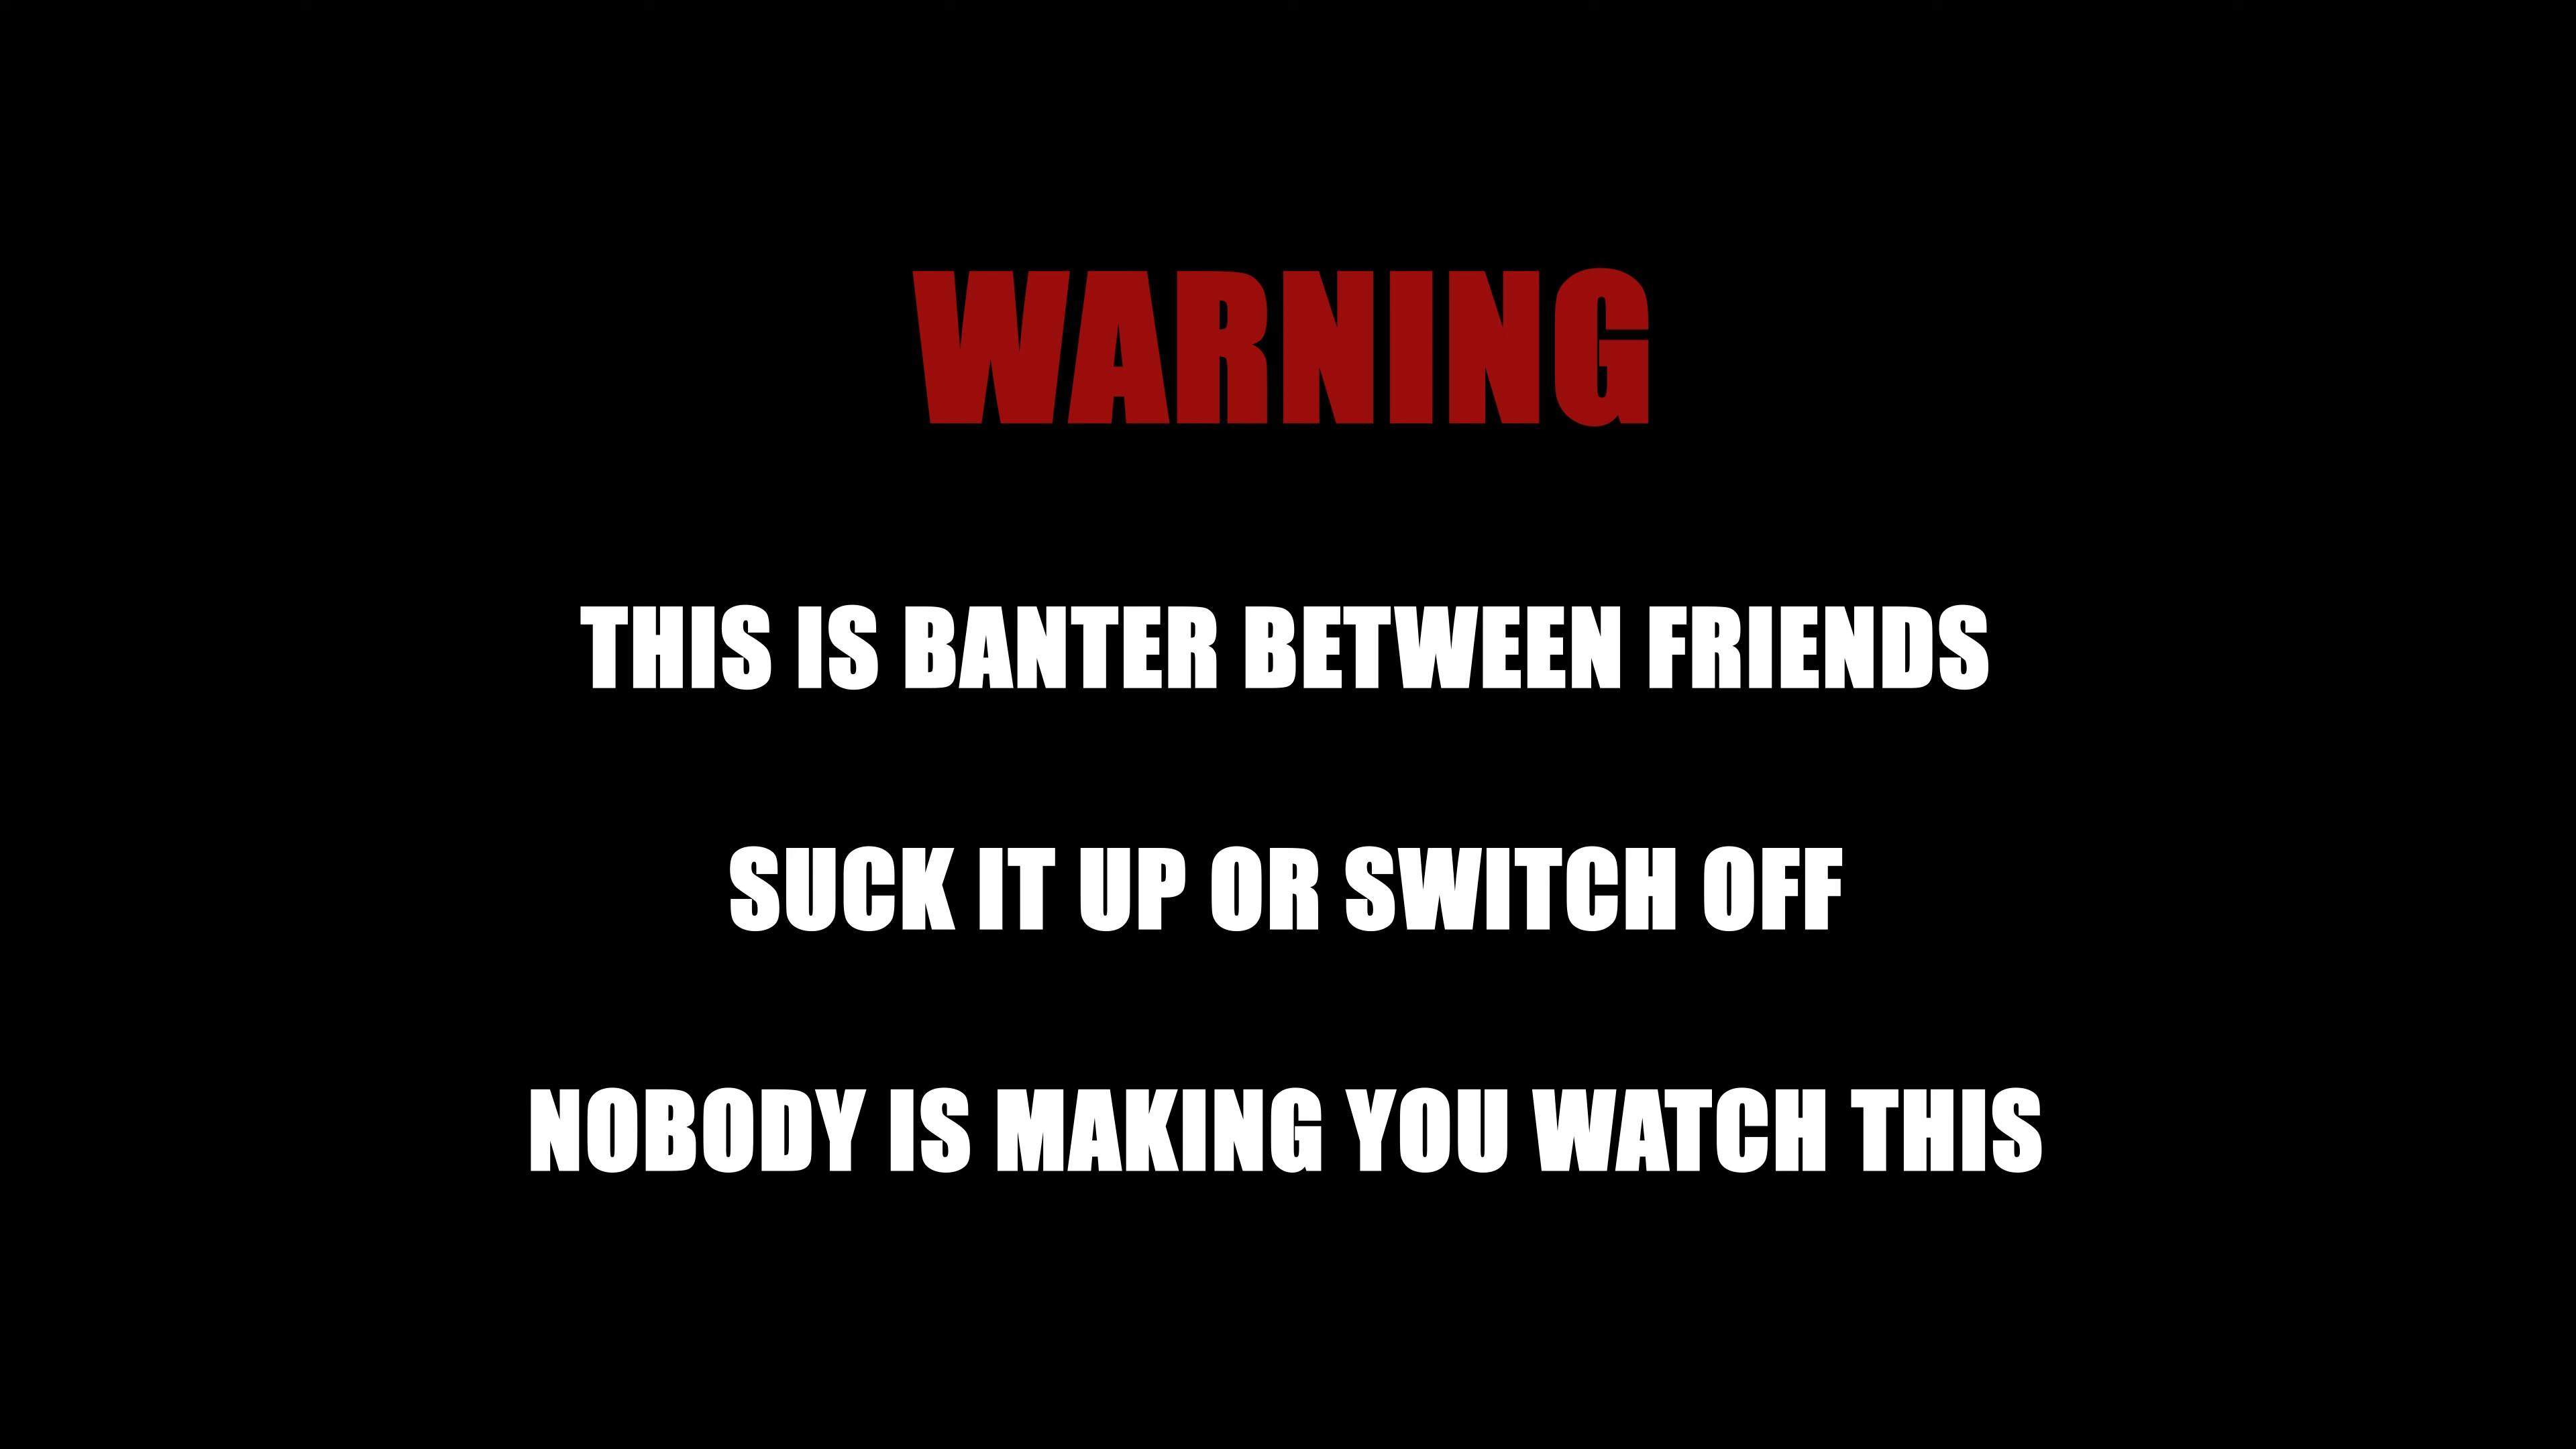 WARNING
THIS IS BANTER BETWEEN FRIENDS
SUCK IT UP OR SWITCH OFF
NOBODY IS MAKING YOU WATCH THIS